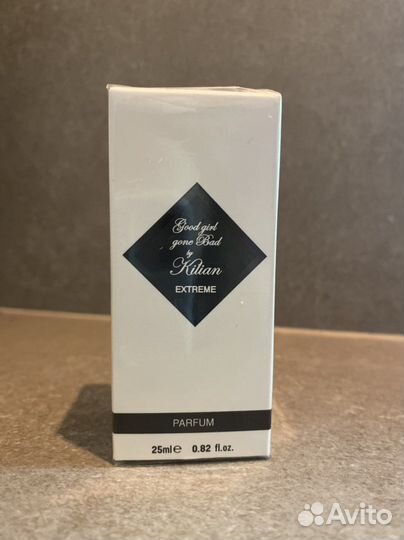 Good girl
gone Bad
by
Kilian
EXTREME
PARFUM
25ml℮ 0.82 fl.oz.
Avito